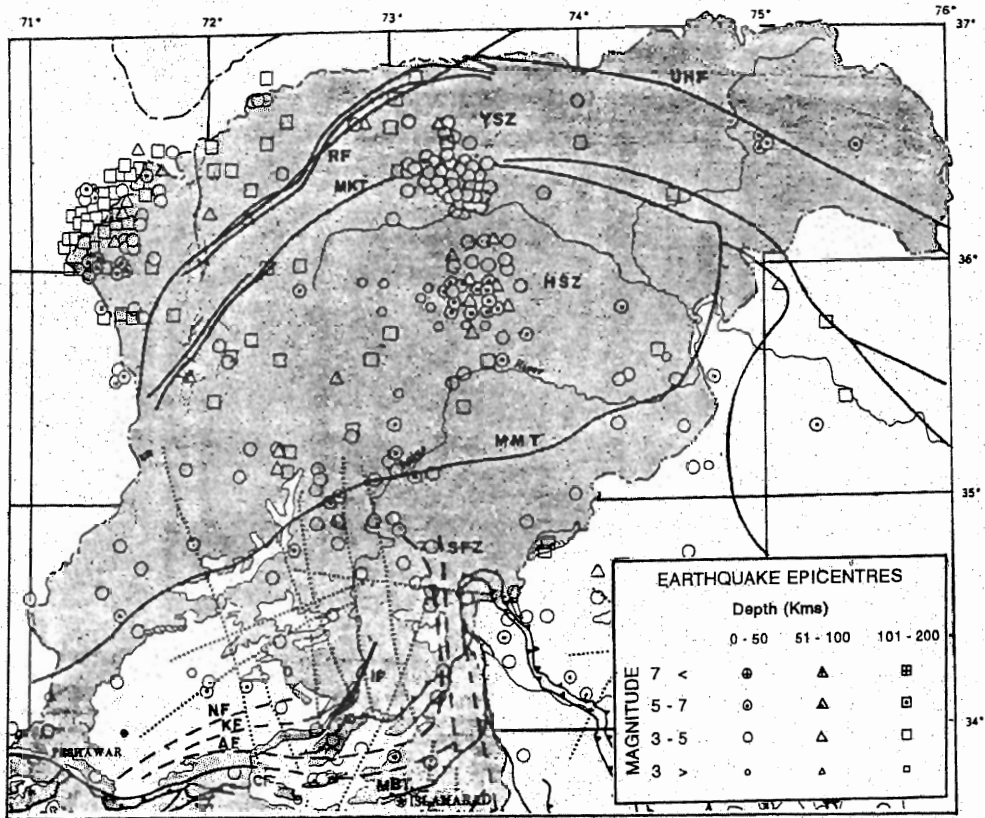 71° 72° 73° 74° 75° 76°
37°
UHF
YSZ
RF
MKT
36°
HSZ
River
MMT
35°
SFZ
IF
NF
KF
34°
PESHAWAR
MBT
ISLAMABAD
EARTHQUAKE EPICENTRES
Depth (Kms)
0 - 50 51 - 100 101 - 200
MAGNITUDE
7 <
5 - 7
3 - 5
3 >